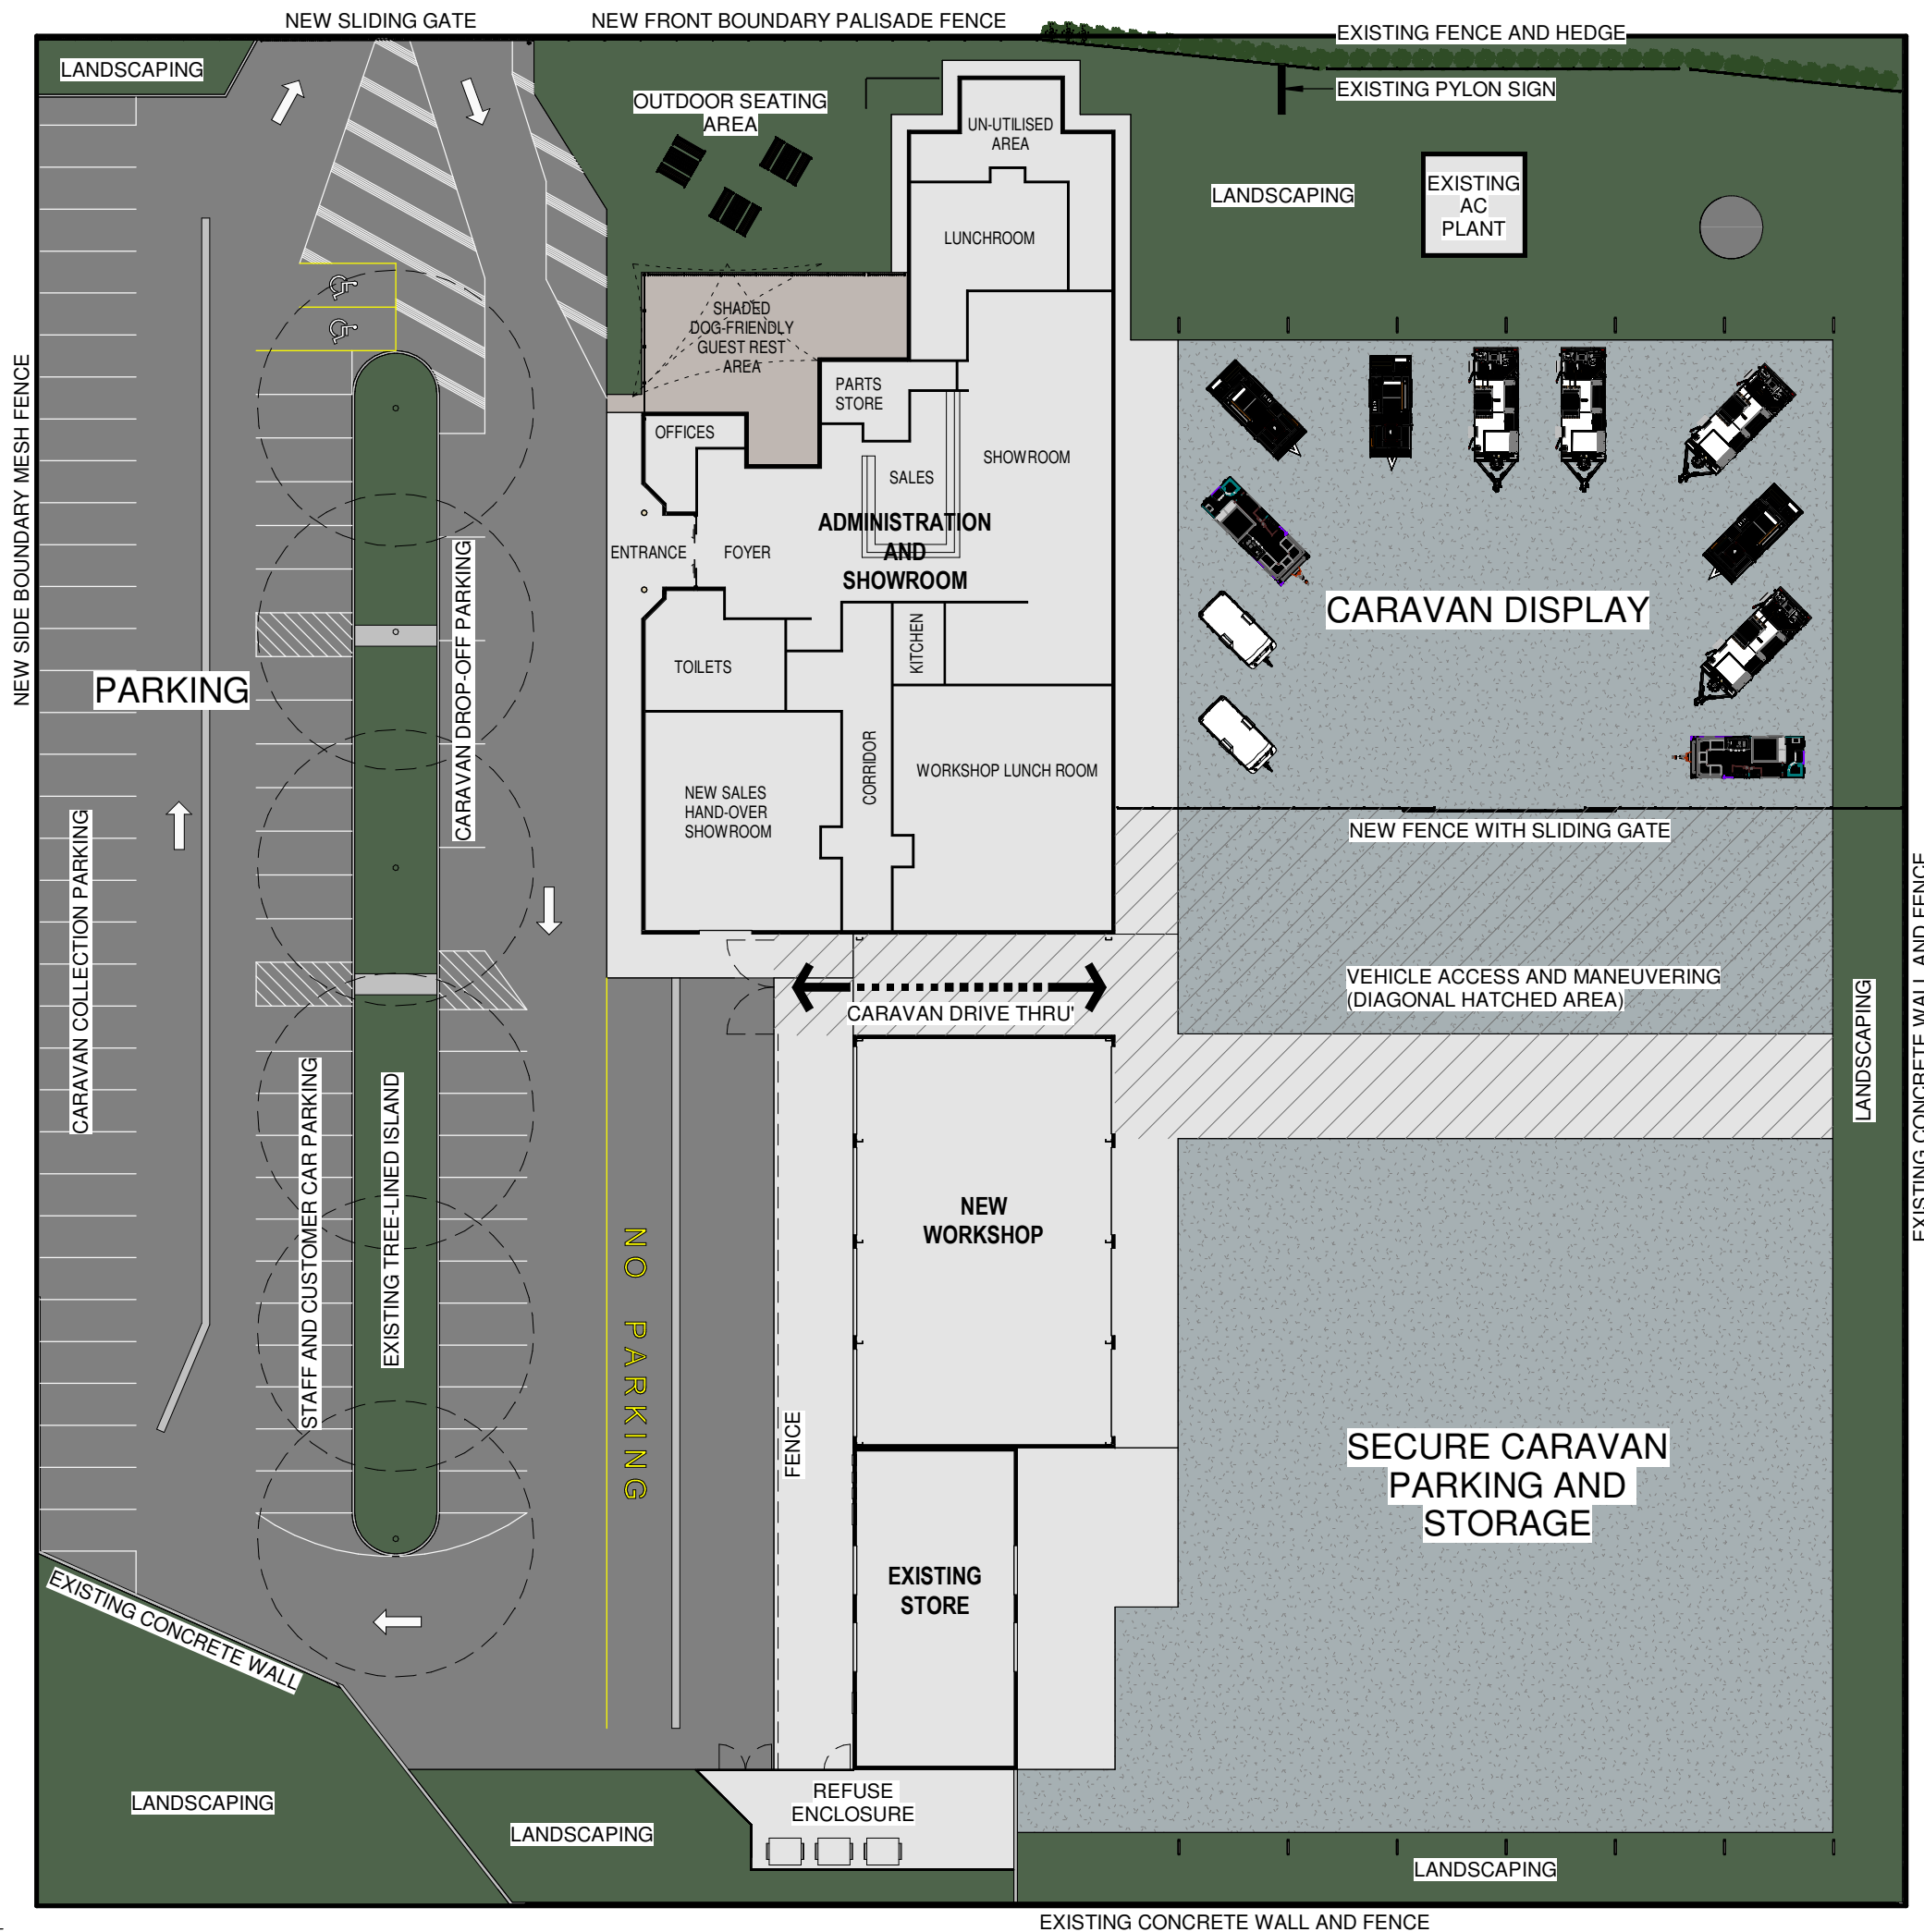 NEW SLIDING GATE
NEW FRONT BOUNDARY PALISADE FENCE
EXISTING FENCE AND HEDGE
LANDSCAPING
EXISTING PYLON SIGN
OUTDOOR SEATING
AREA
UN-UTILISED
AREA
LANDSCAPING
EXISTING
AC
PLANT
LUNCHROOM
SHADED
DOG-FRIENDLY
GUEST REST
AREA
PARTS
STORE
NEW SIDE BOUNDARY MESH FENCE
OFFICES
SHOWROOM
SALES
ADMINISTRATION
AND
SHOWROOM
ENTRANCE
FOYER
CARAVAN DROP-OFF PARKING
CARAVAN DISPLAY
KITCHEN
TOILETS
PARKING
CORRIDOR
WORKSHOP LUNCH ROOM
NEW SALES
HAND-OVER
SHOWROOM
NEW FENCE WITH SLIDING GATE
CARAVAN COLLECTION PARKING
VEHICLE ACCESS AND MANEUVERING
(DIAGONAL HATCHED AREA)
CARAVAN DRIVE THRU'
LANDSCAPING
EXISTING CONCRETE WALL AND FENCE
STAFF AND CUSTOMER CAR PARKING
EXISTING TREE-LINED ISLAND
NEW
WORKSHOP
NO PARKING
FENCE
SECURE CARAVAN
PARKING AND
STORAGE
EXISTING
STORE
EXISTING CONCRETE WALL
LANDSCAPING
REFUSE
ENCLOSURE
LANDSCAPING
LANDSCAPING
EXISTING CONCRETE WALL AND FENCE